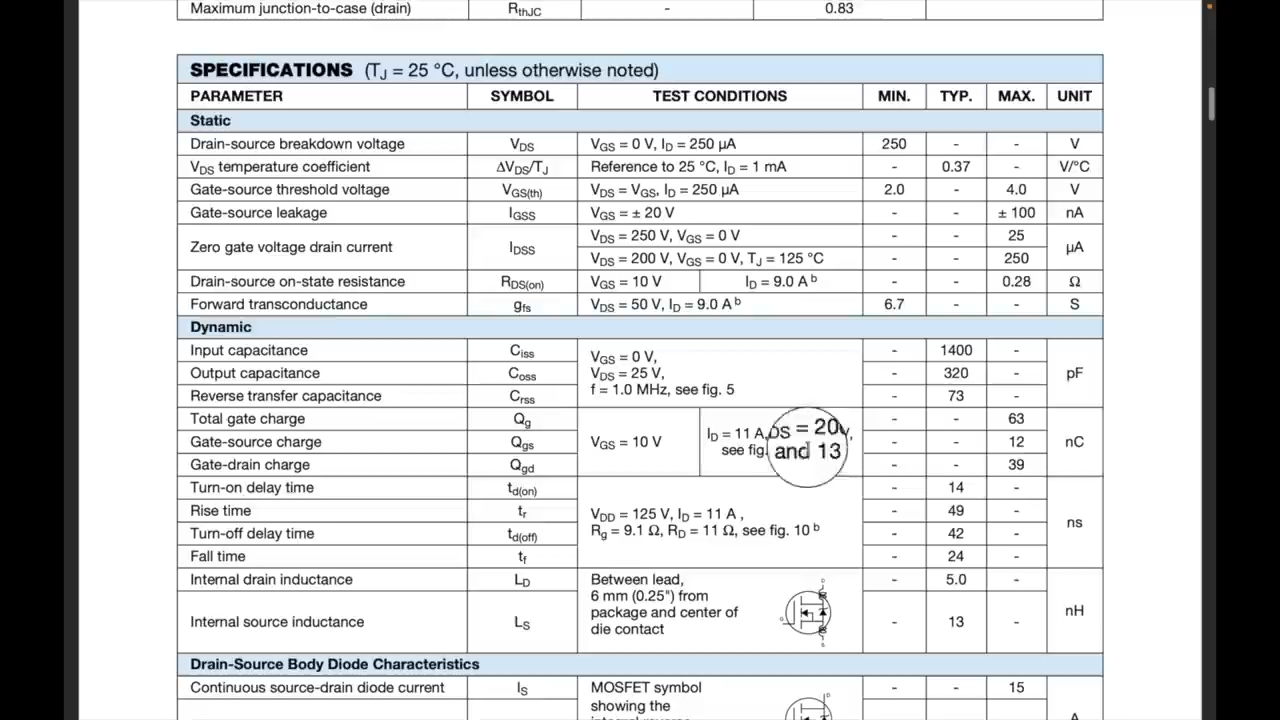 Maximum junction-to-case (drain) RthJC - 0.83
SPECIFICATIONS (TJ = 25 °C, unless otherwise noted)
PARAMETER SYMBOL TEST CONDITIONS MIN. TYP. MAX. UNIT
Static
Drain-source breakdown voltage VDS VGS = 0 V, ID = 250 μA 250 - - V
VDS temperature coefficient ΔVDS/TJ Reference to 25 °C, ID = 1 mA - 0.37 - V/°C
Gate-source threshold voltage VGS(th) VDS = VGS, ID = 250 μA 2.0 - 4.0 V
Gate-source leakage IGSS VGS = ± 20 V - - ± 100 nA
Zero gate voltage drain current IDSS VDS = 250 V, VGS = 0 V - - 25 μA
VDS = 200 V, VGS = 0 V, TJ = 125 °C - - 250
Drain-source on-state resistance RDS(on) VGS = 10 V ID = 9.0 A b - - 0.28 Ω
Forward transconductance gfs VDS = 50 V, ID = 9.0 A b 6.7 - - S
Dynamic
Input capacitance Ciss VGS = 0 V, - 1400 - pF
Output capacitance Coss VDS = 25 V, - 320 -
Reverse transfer capacitance Crss f = 1.0 MHz, see fig. 5 - 73 -
Total gate charge Qg VGS = 10 V ID = 11 A, DS = 20 V, - - 63 nC
Gate-source charge Qgs see fig. and 13 - - 12
Gate-drain charge Qgd - - 39
Turn-on delay time td(on) VDD = 125 V, ID = 11 A , - 14 - ns
Rise time tr Rg = 9.1 Ω, RD = 11 Ω, see fig. 10 b - 49 -
Turn-off delay time td(off) - 42 -
Fall time tf - 24 -
Internal drain inductance LD Between lead, - 5.0 - nH
6 mm (0.25") from
package and center of
die contact
Internal source inductance LS - 13 -
Drain-Source Body Diode Characteristics
Continuous source-drain diode current IS MOSFET symbol - - 15 A
showing the
integral reverse